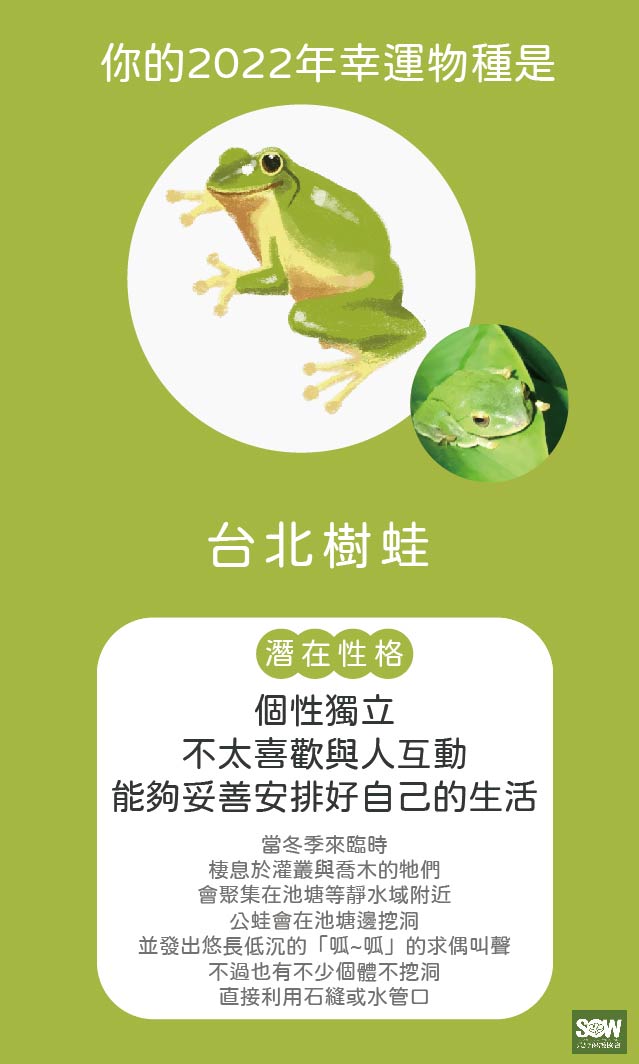 你的2022年幸運物種是
台北樹蛙
潛在性格
個性獨立
不太喜歡與人互動
能夠妥善安排好自己的生活
當冬季來臨時
棲息於灌叢與喬木的牠們
會聚集在池塘等靜水域附近
公蛙會在池塘邊挖洞
並發出悠長低沉的「呱~呱」的求偶叫聲
不過也有不少個體不挖洞
直接利用石縫或水管口
SOW